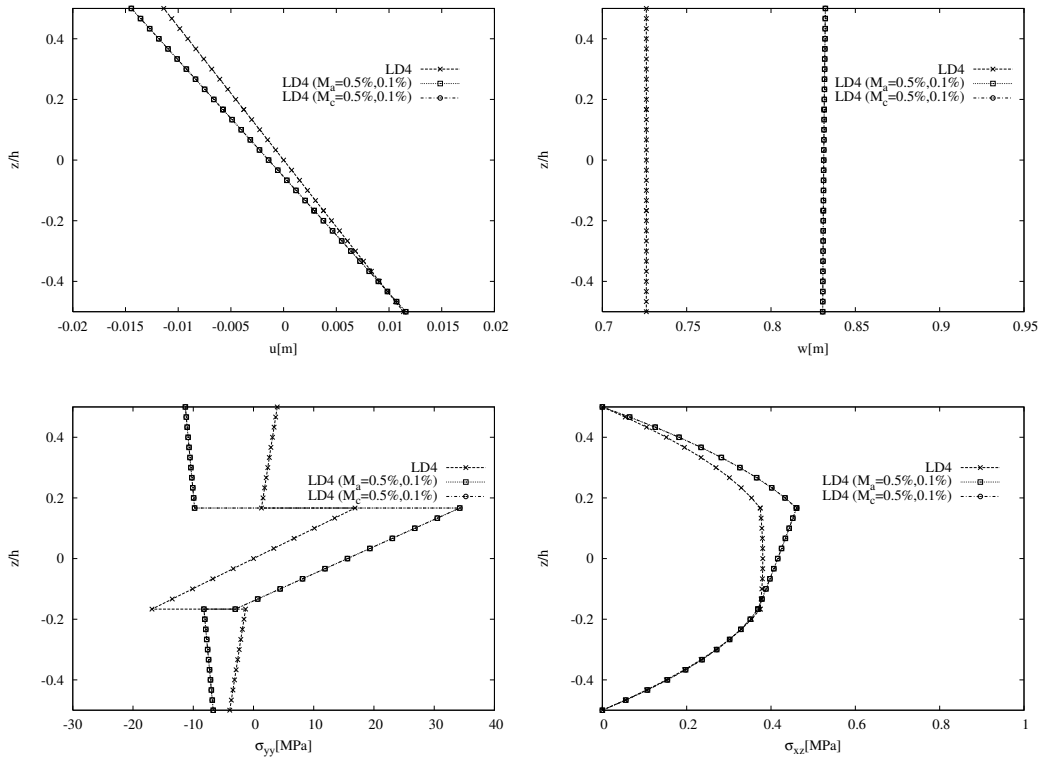 0.4
0.2
0
-0.2
-0.4
z/h
LD4
LD4 (Mₐ=0.5%,0.1%)
LD4 (M_c=0.5%,0.1%)
-0.02 -0.015 -0.01 -0.005 0 0.005 0.01 0.015 0.02
u[m]
0.4
0.2
0
-0.2
-0.4
z/h
LD4
LD4 (Mₐ=0.5%,0.1%)
LD4 (M_c=0.5%,0.1%)
0.7 0.75 0.8 0.85 0.9 0.95
w[m]
0.4
0.2
0
-0.2
-0.4
z/h
LD4
LD4 (Mₐ=0.5%,0.1%)
LD4 (M_c=0.5%,0.1%)
-30 -20 -10 0 10 20 30 40
σ_yy[MPa]
0.4
0.2
0
-0.2
-0.4
z/h
LD4
LD4 (Mₐ=0.5%,0.1%)
LD4 (M_c=0.5%,0.1%)
0 0.2 0.4 0.6 0.8 1
σ_xz[MPa]